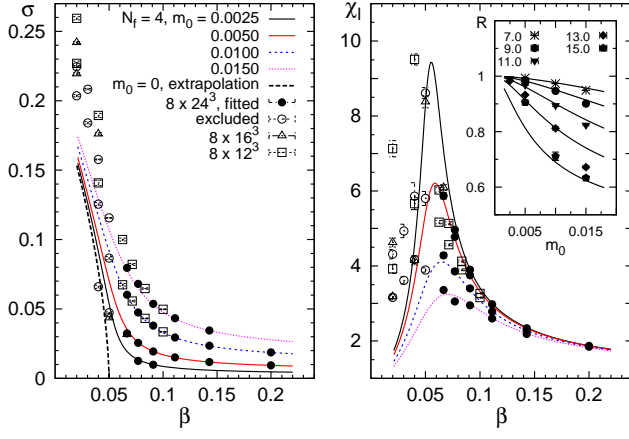 σ
N_f = 4, m_0 = 0.0025
0.0050
0.0100
0.0150
m_0 = 0, extrapolation
8 x 24^3, fitted
excluded
8 x 16^3
8 x 12^3
0.25
0.2
0.15
0.1
0.05
0
0.05 0.1 0.15 0.2
β
χ_l
10
8
6
4
2
0.05 0.1 0.15 0.2
β
R
7.0 13.0
9.0 15.0
11.0
1
0.8
0.6
0.005 0.015
m_0